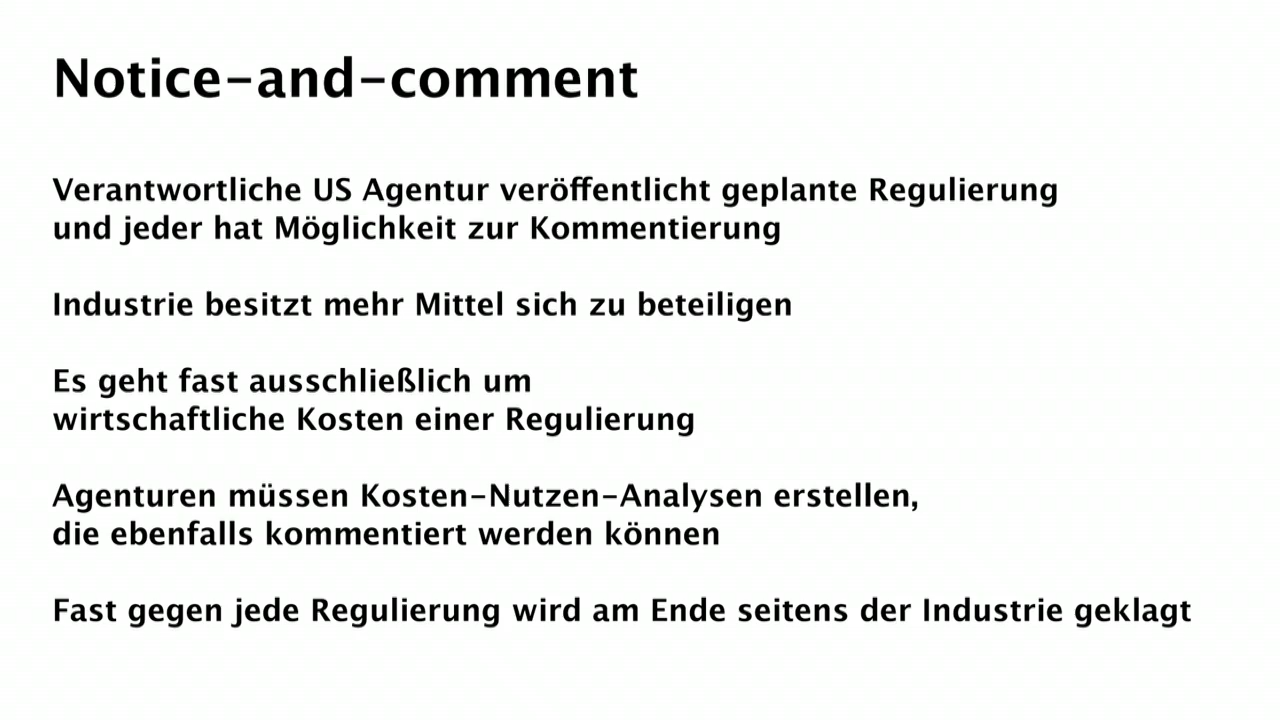 Notice-and-comment
Verantwortliche US Agentur veröffentlicht geplante Regulierung
und jeder hat Möglichkeit zur Kommentierung
Industrie besitzt mehr Mittel sich zu beteiligen
Es geht fast ausschließlich um
wirtschaftliche Kosten einer Regulierung
Agenturen müssen Kosten-Nutzen-Analysen erstellen,
die ebenfalls kommentiert werden können
Fast gegen jede Regulierung wird am Ende seitens der Industrie geklagt